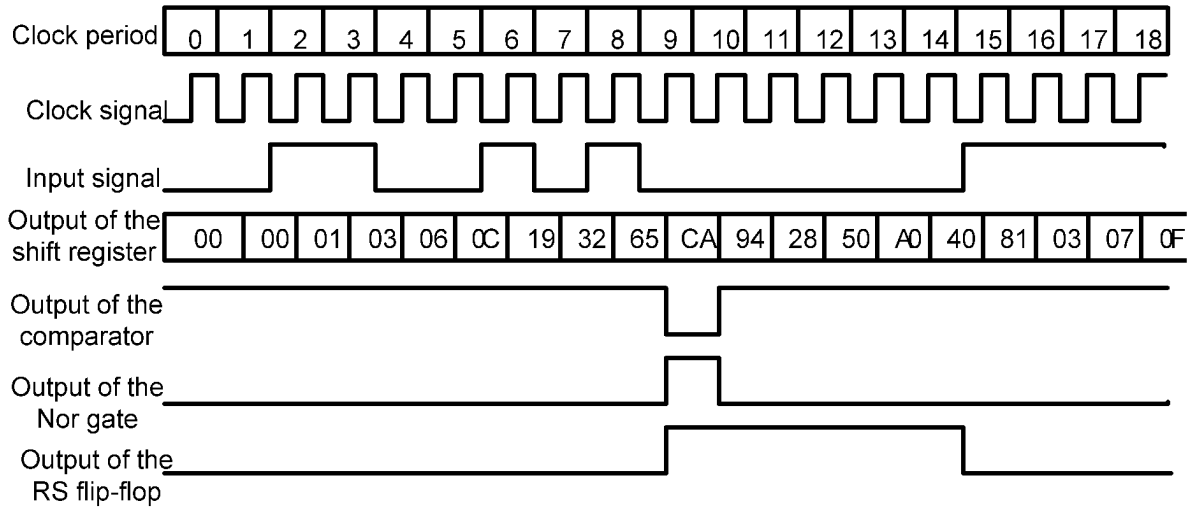 Clock period 0 1 2 3 4 5 6 7 8 9 10 11 12 13 14 15 16 17 18
Clock signal
Input signal
Output of the
shift register
00 00 01 03 06 0C 19 32 65 CA 94 28 50 A0 40 81 03 07 0F
Output of the
comparator
Output of the
Nor gate
Output of the
RS flip-flop